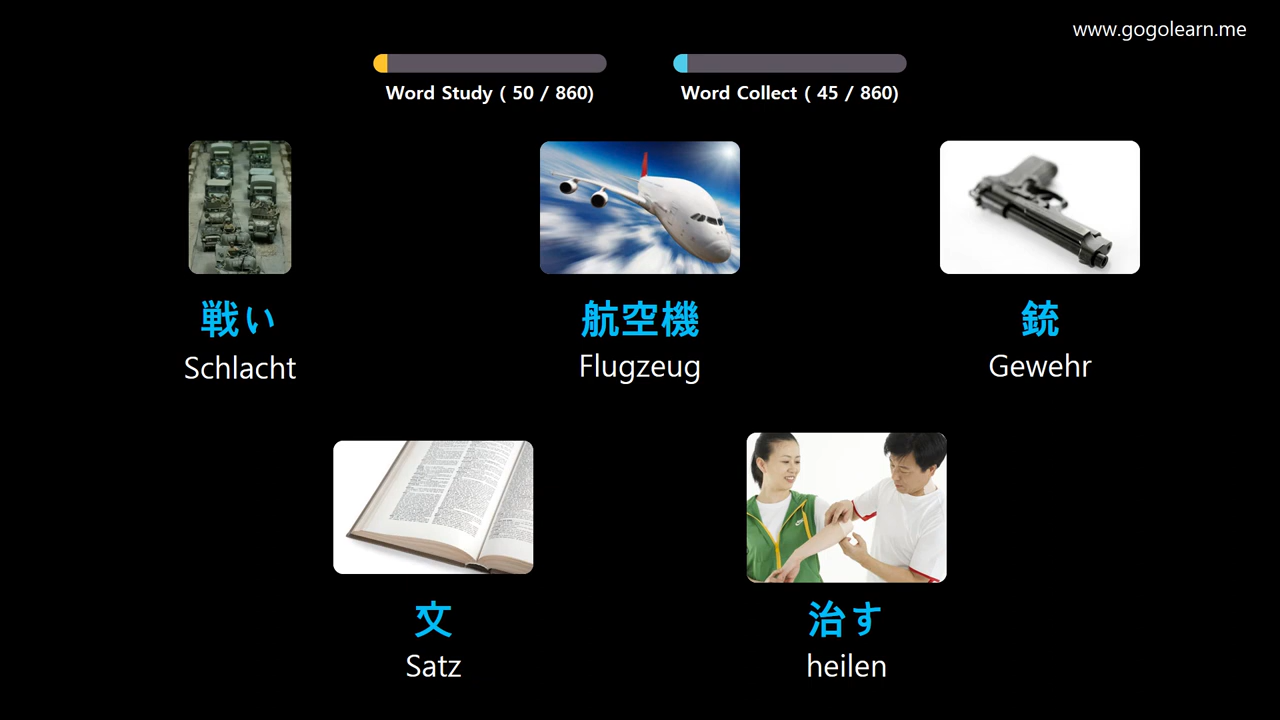 www.gogolearn.me
Word Study ( 50 / 860)
Word Collect ( 45 / 860)
戦い
航空機
銃
Schlacht
Flugzeug
Gewehr
文
治す
Satz
heilen